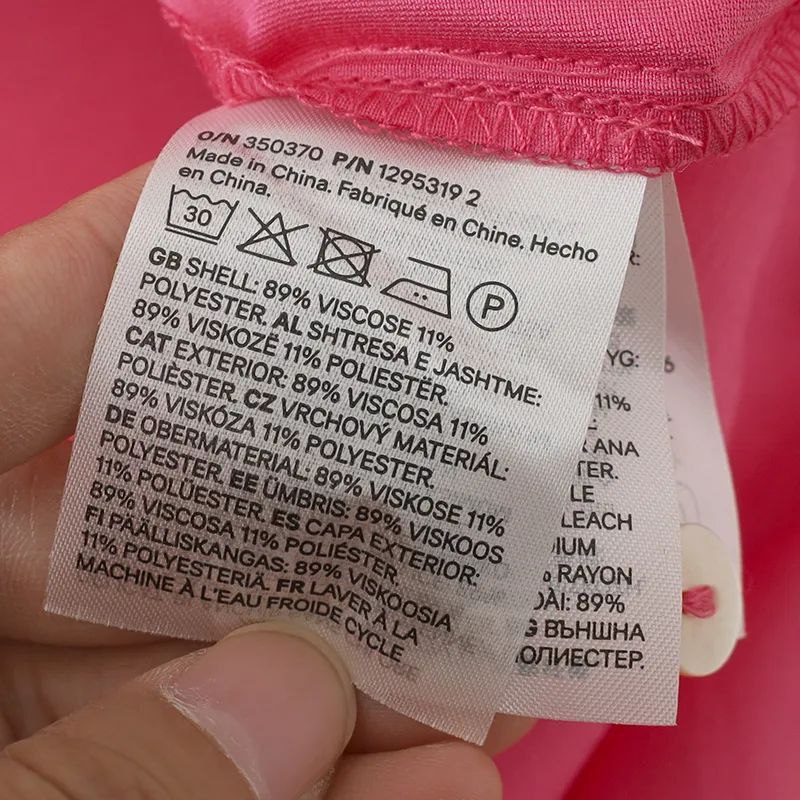 O/N 350370 P/N 1295319 2
Made in China. Fabriqué en Chine. Hecho
en China.
30
P
GB SHELL: 89% VISCOSE 11%
POLYESTER. AL SHTRESA E JASHTME:
89% VISKOZË 11% POLIESTËR.
CAT EXTERIOR: 89% VISCOSA 11%
POLIÈSTER. CZ VRCHOVÝ MATERIÁL:
89% VISKÓZA 11% POLYESTER.
DE OBERMATERIAL: 89% VISKOSE 11%
POLYESTER. EE ÜMBRIS: 89% VISKOOS
11% POLÜESTER. ES CAPA EXTERIOR:
89% VISCOSA 11% POLIÉSTER.
FI PÄÄLLISKANGAS: 89% VISKOOSIA
11% POLYESTERIÄ. FR LAVER À LA
MACHINE À L'EAU FROIDE CYCLE
YG:
11%
ANA
TER.
LE
LEACH
IUM
% RAYON
OÀI: 89%
G ВЪНШНА
ОЛИЕСТЕР.